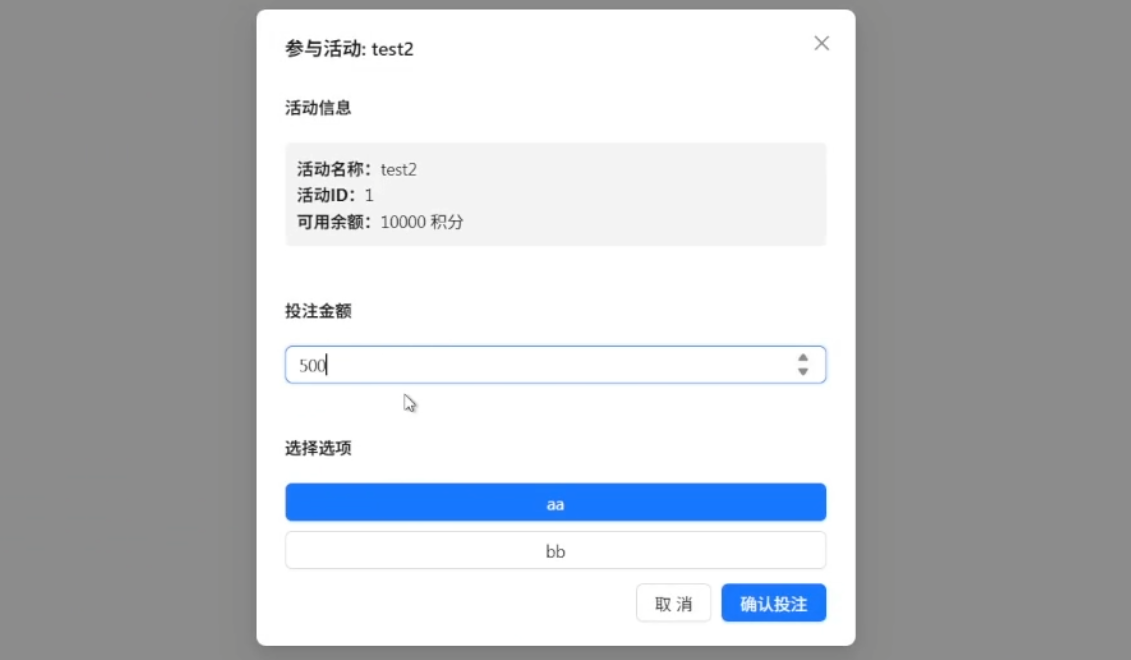 参与活动: test2
活动信息
活动名称：test2
活动ID：1
可用余额：10000 积分
投注金额
500
选择选项
aa
bb
取 消
确认投注